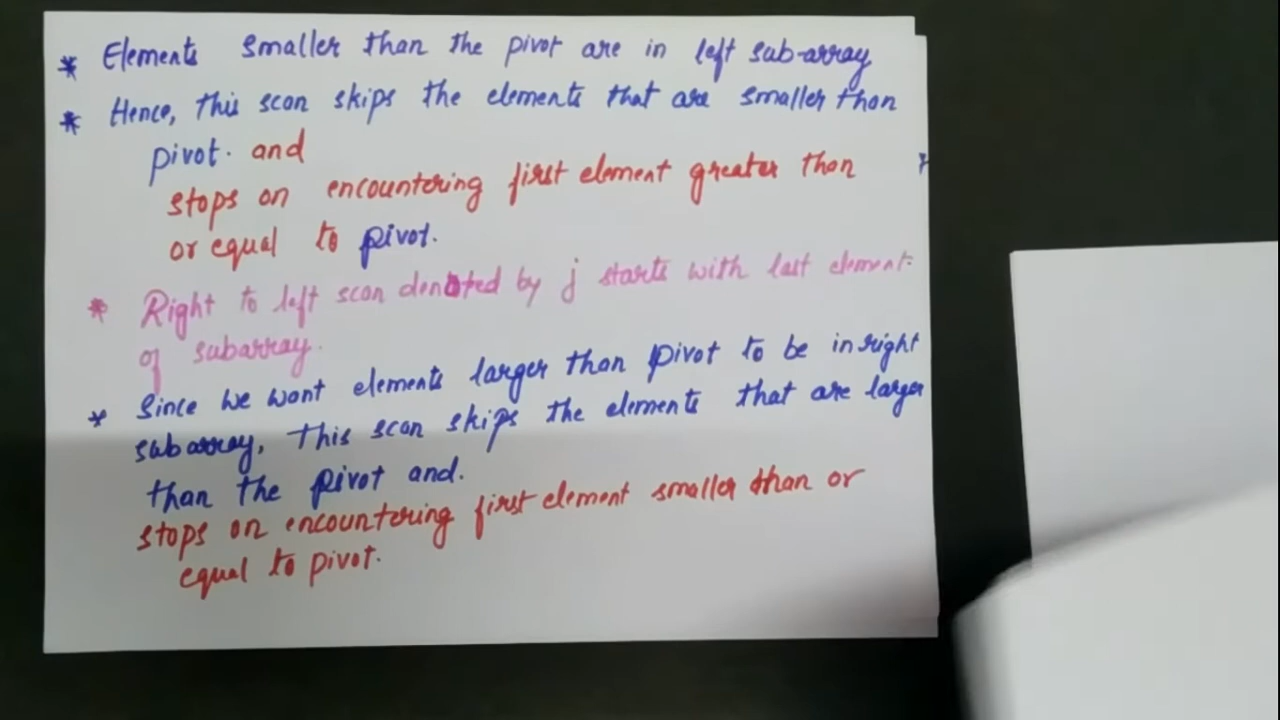 * Elements smaller than the pivot are in left sub-array
* Hence, this scan skips the elements that are smaller than
pivot. and
stops on encountering first element greater than
or equal to pivot.
* Right to left scan denoted by j starts with last element
of subarray.
* Since we want elements larger than pivot to be in right
subarray, this scan skips the elements that are larger
than the pivot and.
stops on encountering first element smaller than or
equal to pivot.